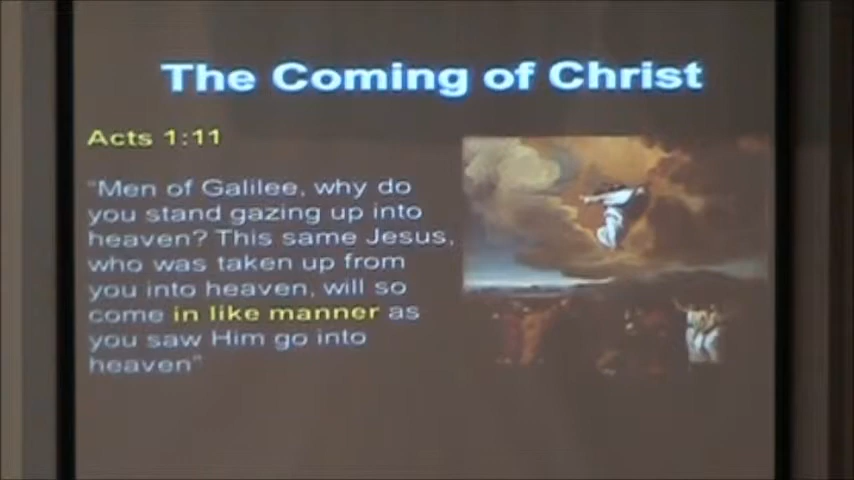 The Coming of Christ
Acts 1:11
"Men of Galilee, why do
you stand gazing up into
heaven? This same Jesus,
who was taken up from
you into heaven, will so
come in like manner as
you saw Him go into
heaven"